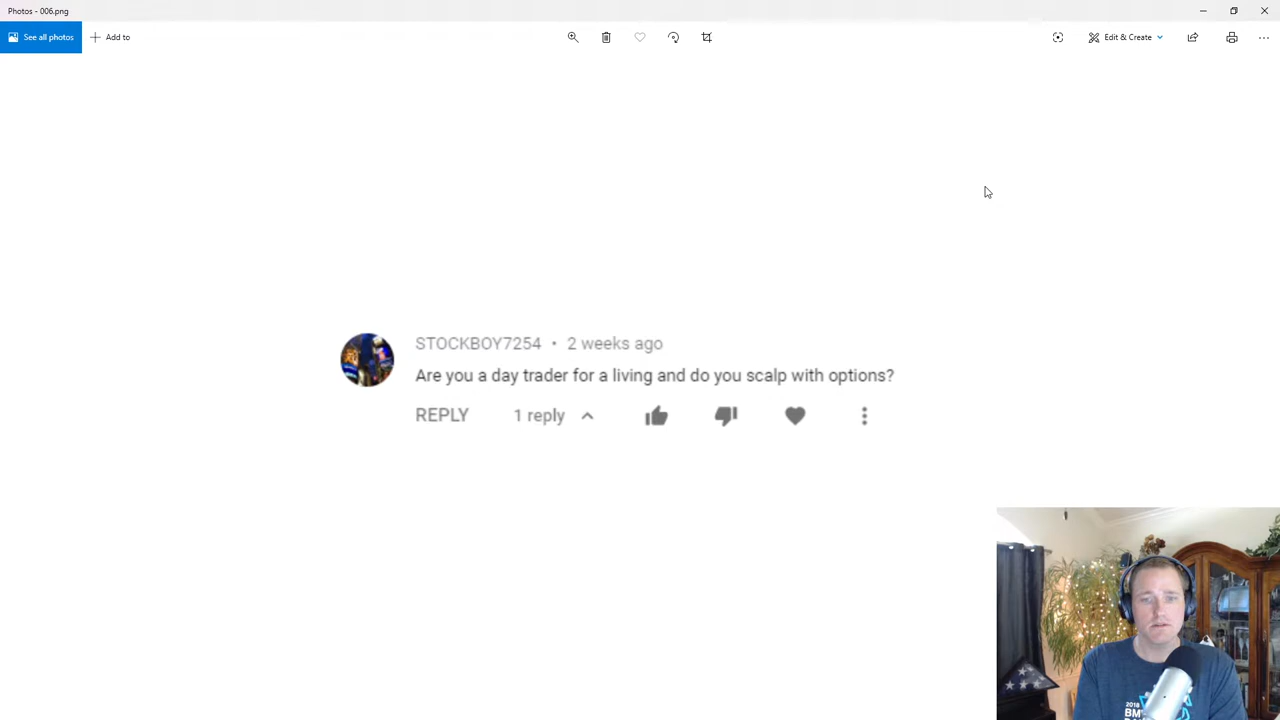 Photos - 006.png
See all photos
Add to
Edit & Create
STOCKBOY7254 • 2 weeks ago
Are you a day trader for a living and do you scalp with options?
REPLY 1 reply
2018